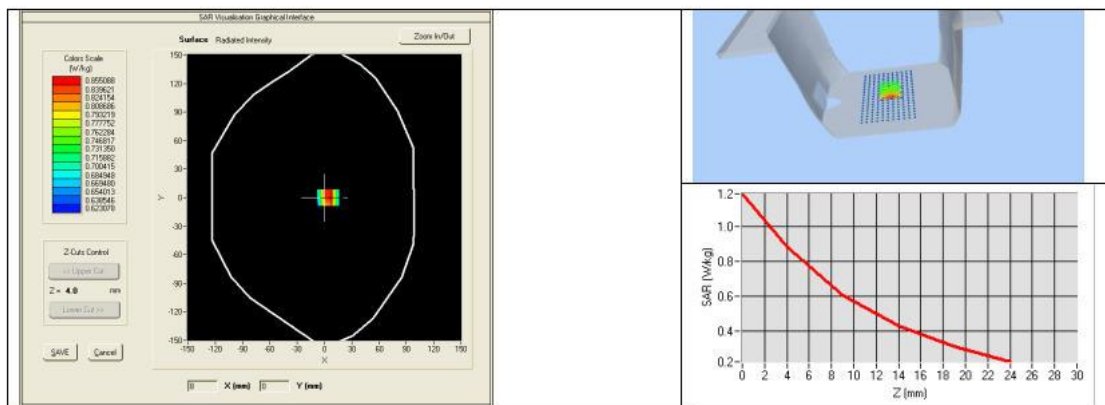 SAR Visualisation Graphical Interface
Surface Radiated Intensity
Zoom In/Out
Colors Scale
(W/kg)
0.855088
0.839621
0.824154
0.808686
0.793219
0.777752
0.762284
0.746817
0.731350
0.715882
0.700415
0.684948
0.669480
0.654013
0.638546
0.623078
Z-Cuts Control
<< Upper Cut
Z = 4.0 mm
Lower Cut >>
SAVE Cancel
150
120
90
60
30
0
-30
-60
-90
-120
-150
Y
-150 -120 -90 -60 -30 0 30 60 90 120 150
X
0 X (mm) 0 Y (mm)
1.2
1.0
0.8
0.6
0.4
0.2
SAR (W/kg)
0 2 4 6 8 10 12 14 16 18 20 22 24 26 28 30
Z (mm)